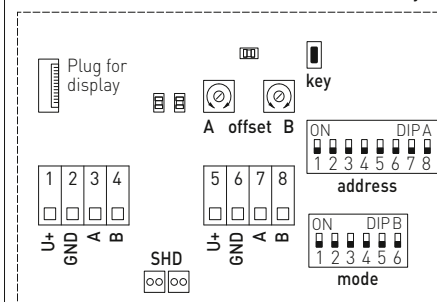 Plug for
display
key
A offset B
ON DIP A
1 2 3 4 5 6 7 8
address
1 2 3 4
5 6 7 8
U+ GND A B
U+ GND A B
ON DIP B
1 2 3 4 5 6
mode
SHD